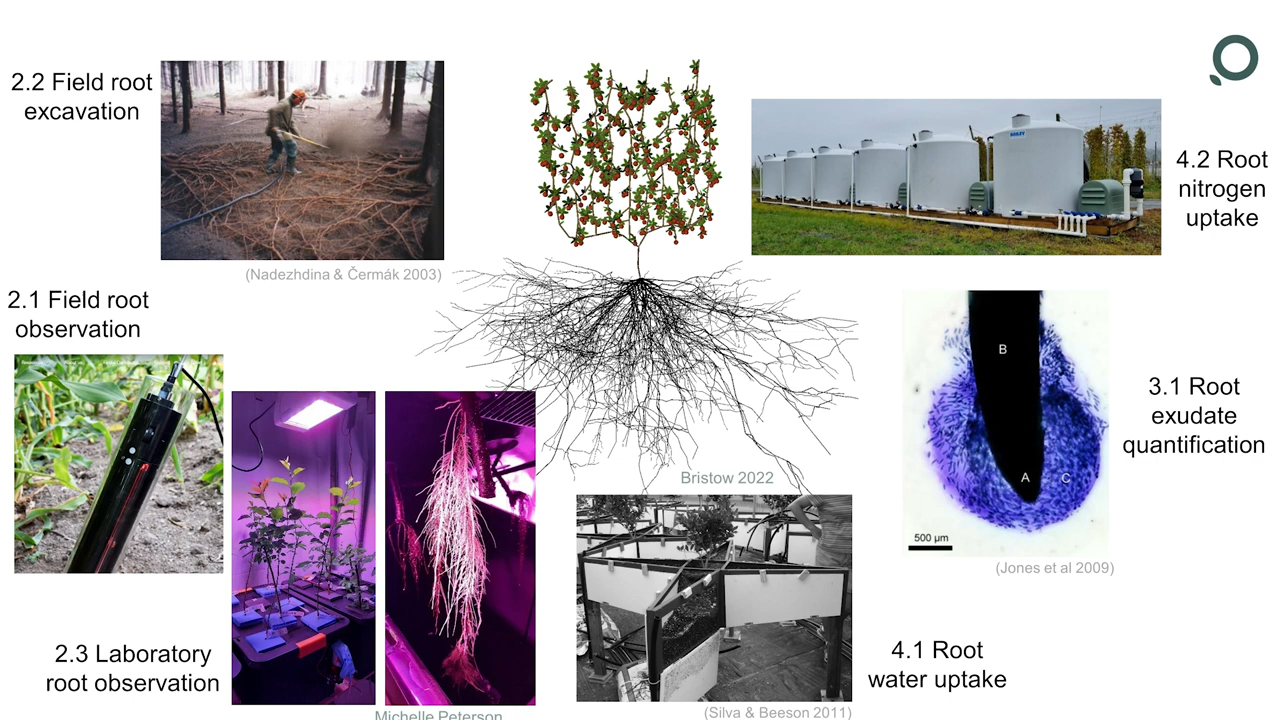 2.2 Field root
excavation
(Nadezhdina & Čermák 2003)
4.2 Root
nitrogen
uptake
2.1 Field root
observation
B
A
C
500 µm
3.1 Root
exudate
quantification
(Jones et al 2009)
Bristow 2022
2.3 Laboratory
root observation
Michelle Peterson
4.1 Root
water uptake
(Silva & Beeson 2011)